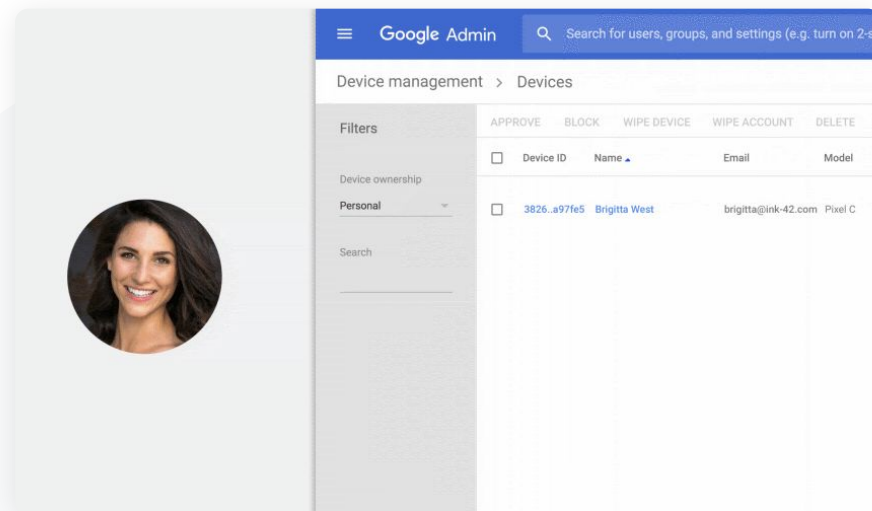 Google Admin
Search for users, groups, and settings (e.g. turn on 2-s
Device management > Devices
Filters
APPROVE BLOCK WIPE DEVICE WIPE ACCOUNT DELETE
Device ID Name Email Model
Device ownership
Personal
3826..a97fe5 Brigitta West brigitta@ink-42.com Pixel C
Search